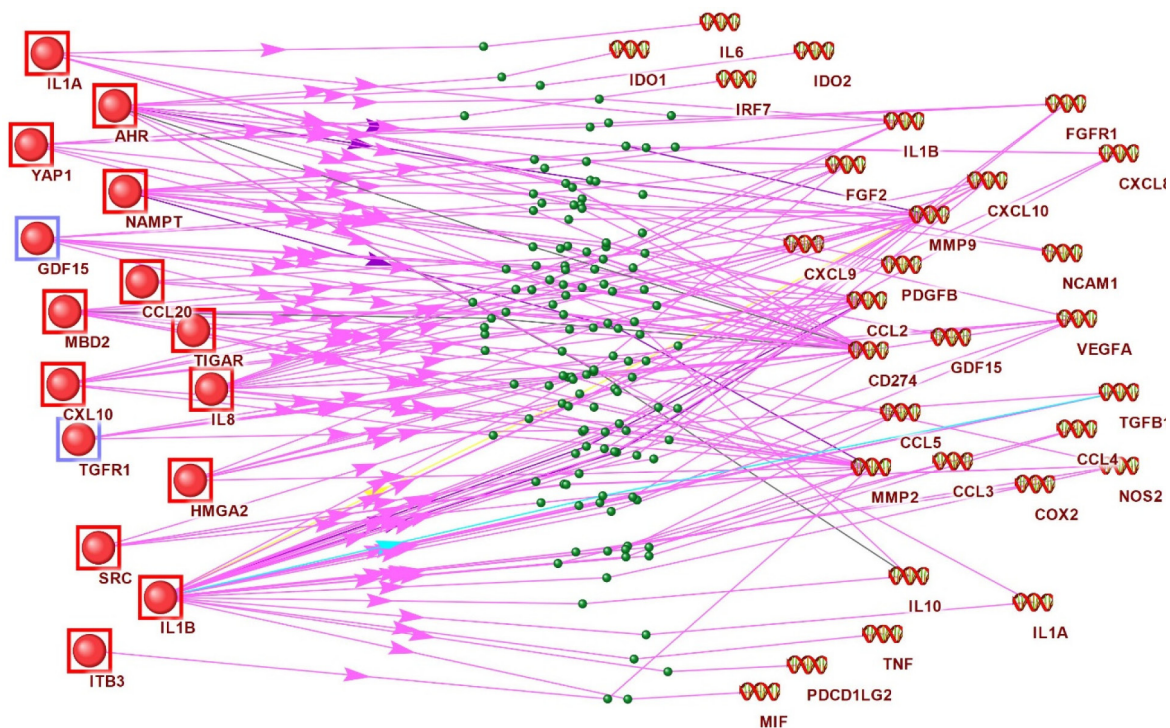 IL1A
AHR
YAP1
NAMPT
GDF15
CCL20
MBD2
TIGAR
CXL10
IL8
TGFR1
HMGA2
SRC
IL1B
ITB3
IL6
IDO1
IDO2
IRF7
FGFR1
IL1B
CXCL8
FGF2
CXCL10
MMP9
CXCL9
NCAM1
PDGFB
CCL2
VEGFA
GDF15
CD274
TGFB1
CCL5
CCL4
MMP2
CCL3
NOS2
COX2
IL10
IL1A
TNF
PDCD1LG2
MIF